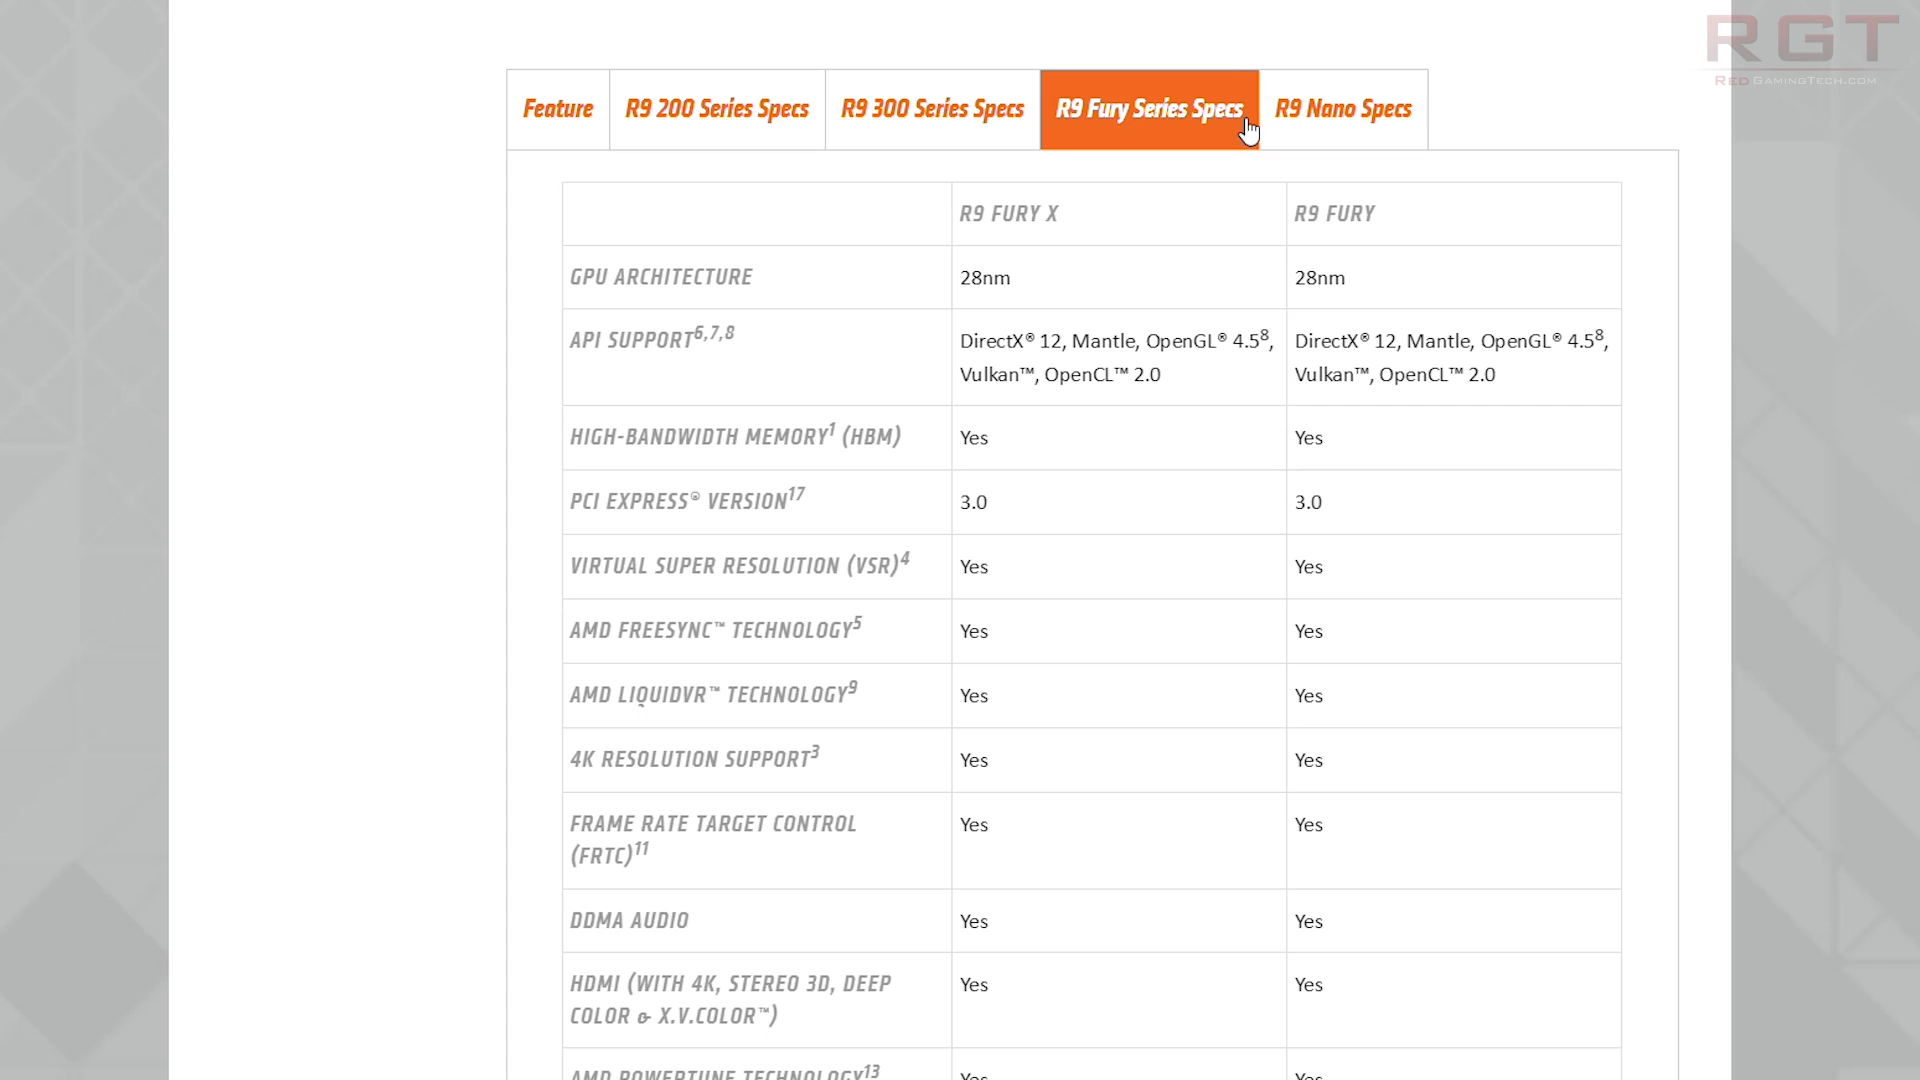 RGT
RedGamingTech.com
Feature R9 200 Series Specs R9 300 Series Specs R9 Fury Series Specs R9 Nano Specs
R9 FURY X R9 FURY
GPU ARCHITECTURE 28nm 28nm
API SUPPORT6,7,8 DirectX® 12, Mantle, OpenGL® 4.58, DirectX® 12, Mantle, OpenGL® 4.58,
Vulkan™, OpenCL™ 2.0 Vulkan™, OpenCL™ 2.0
HIGH-BANDWIDTH MEMORY1 (HBM) Yes Yes
PCI EXPRESS® VERSION17 3.0 3.0
VIRTUAL SUPER RESOLUTION (VSR)4 Yes Yes
AMD FREESYNC™ TECHNOLOGY5 Yes Yes
AMD LIQUIDVR™ TECHNOLOGY9 Yes Yes
4K RESOLUTION SUPPORT3 Yes Yes
FRAME RATE TARGET CONTROL Yes Yes
(FRTC)11
DDMA AUDIO Yes Yes
HDMI (WITH 4K, STEREO 3D, DEEP Yes Yes
COLOR & X.V.COLOR™)
AMD POWERTUNE TECHNOLOGY13 Yes Yes